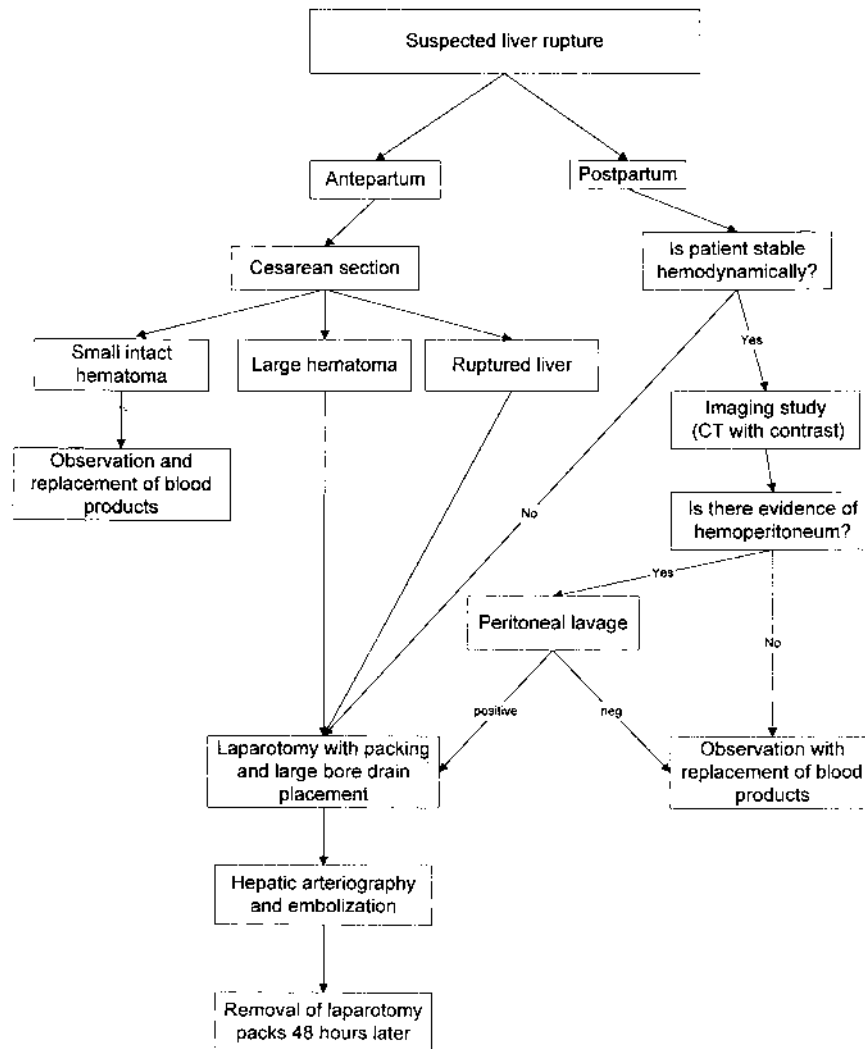 Suspected liver rupture
Antepartum
Postpartum
Cesarean section
Is patient stable
hemodynamically?
Yes
Small intact
hematoma
Large hematoma
Ruptured liver
Imaging study
(CT with contrast)
Observation and
replacement of blood
products
No
Is there evidence of
hemoperitoneum?
Yes
Peritoneal lavage
No
positive
neg
Laparotomy with packing
and large bore drain
placement
Observation with
replacement of blood
products
Hepatic arteriography
and embolization
Removal of laparotomy
packs 48 hours later